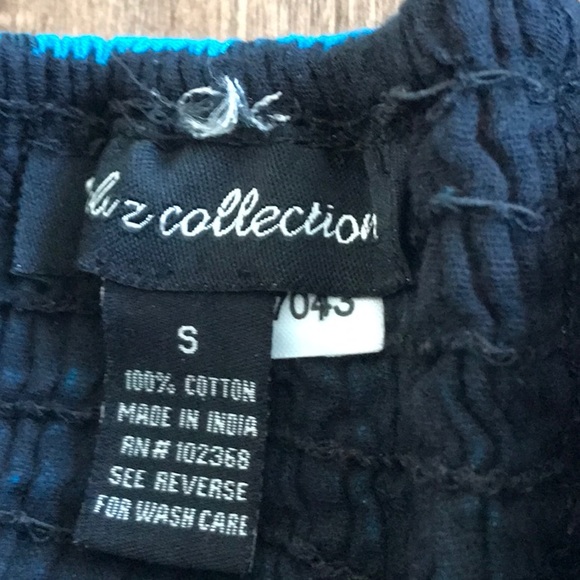 z collection
7043
S
100% COTTON
MADE IN INDIA
RN # 102368
SEE REVERSE
FOR WASH CARE